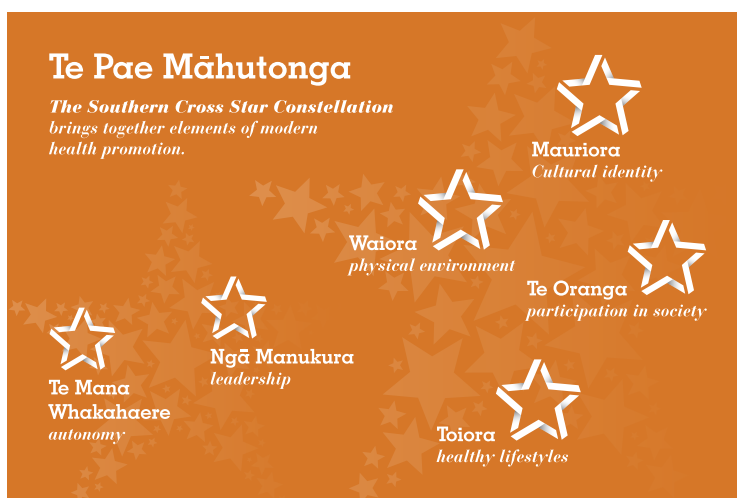 Te Pae Māhutonga
The Southern Cross Star Constellation
brings together elements of modern
health promotion.
Mauriora
Cultural identity
Waiora
physical environment
Te Oranga
participation in society
Ngā Manukura
leadership
Te Mana
Whakahaere
autonomy
Toiora
healthy lifestyles